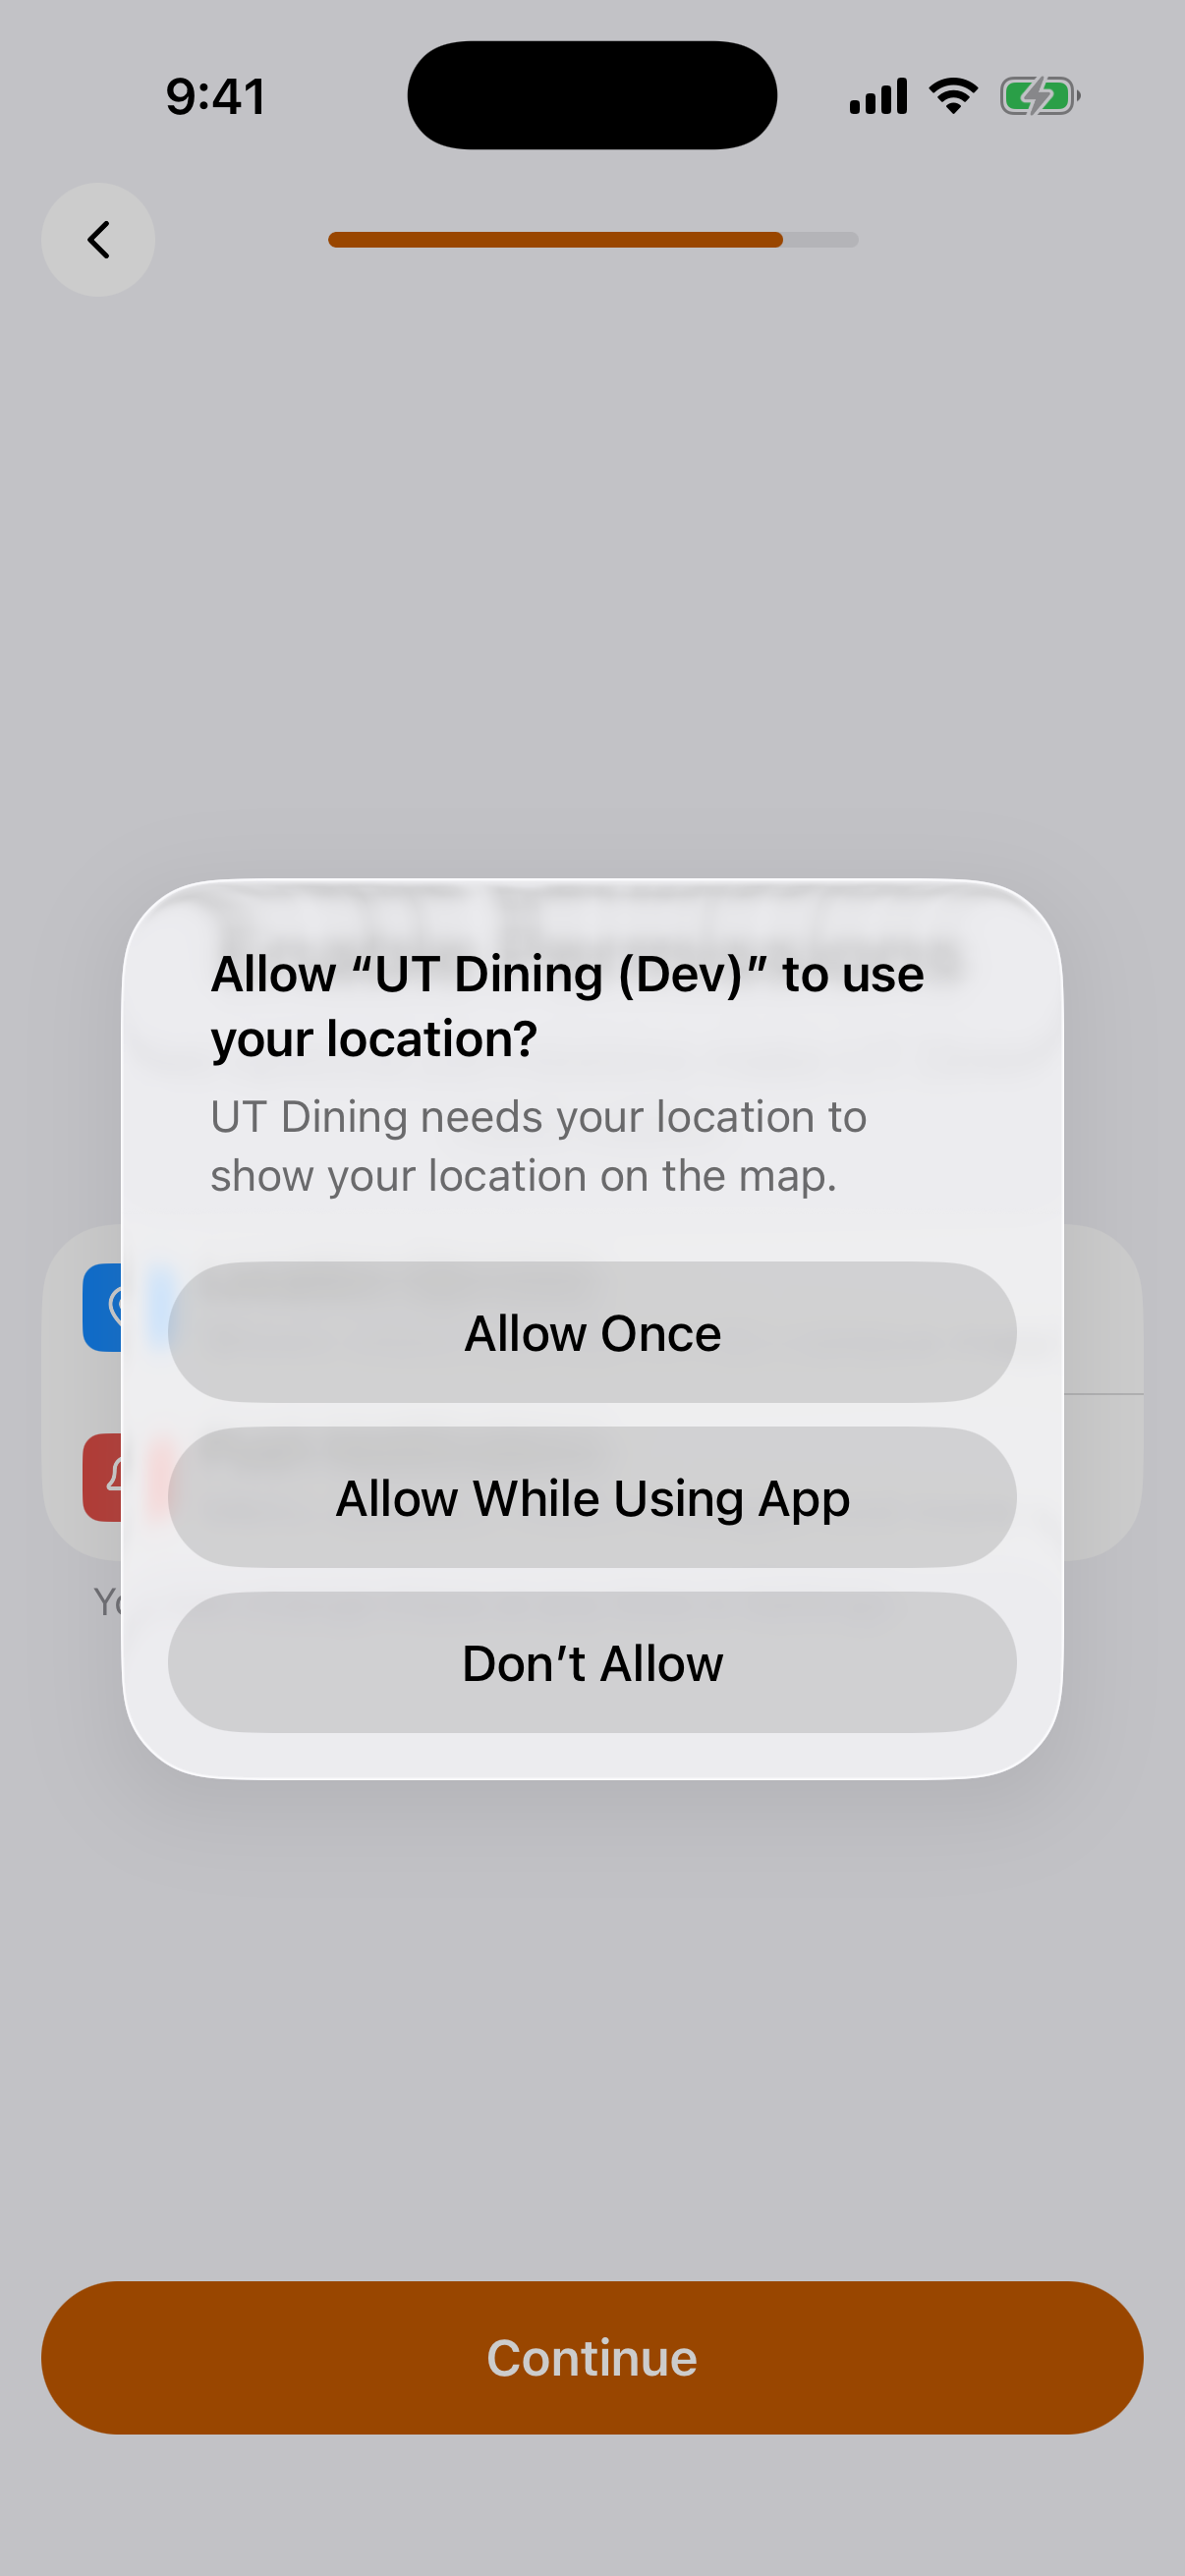 9:41
Allow “UT Dining (Dev)” to use
your location?
UT Dining needs your location to
show your location on the map.
Allow Once
Allow While Using App
Don’t Allow
Continue